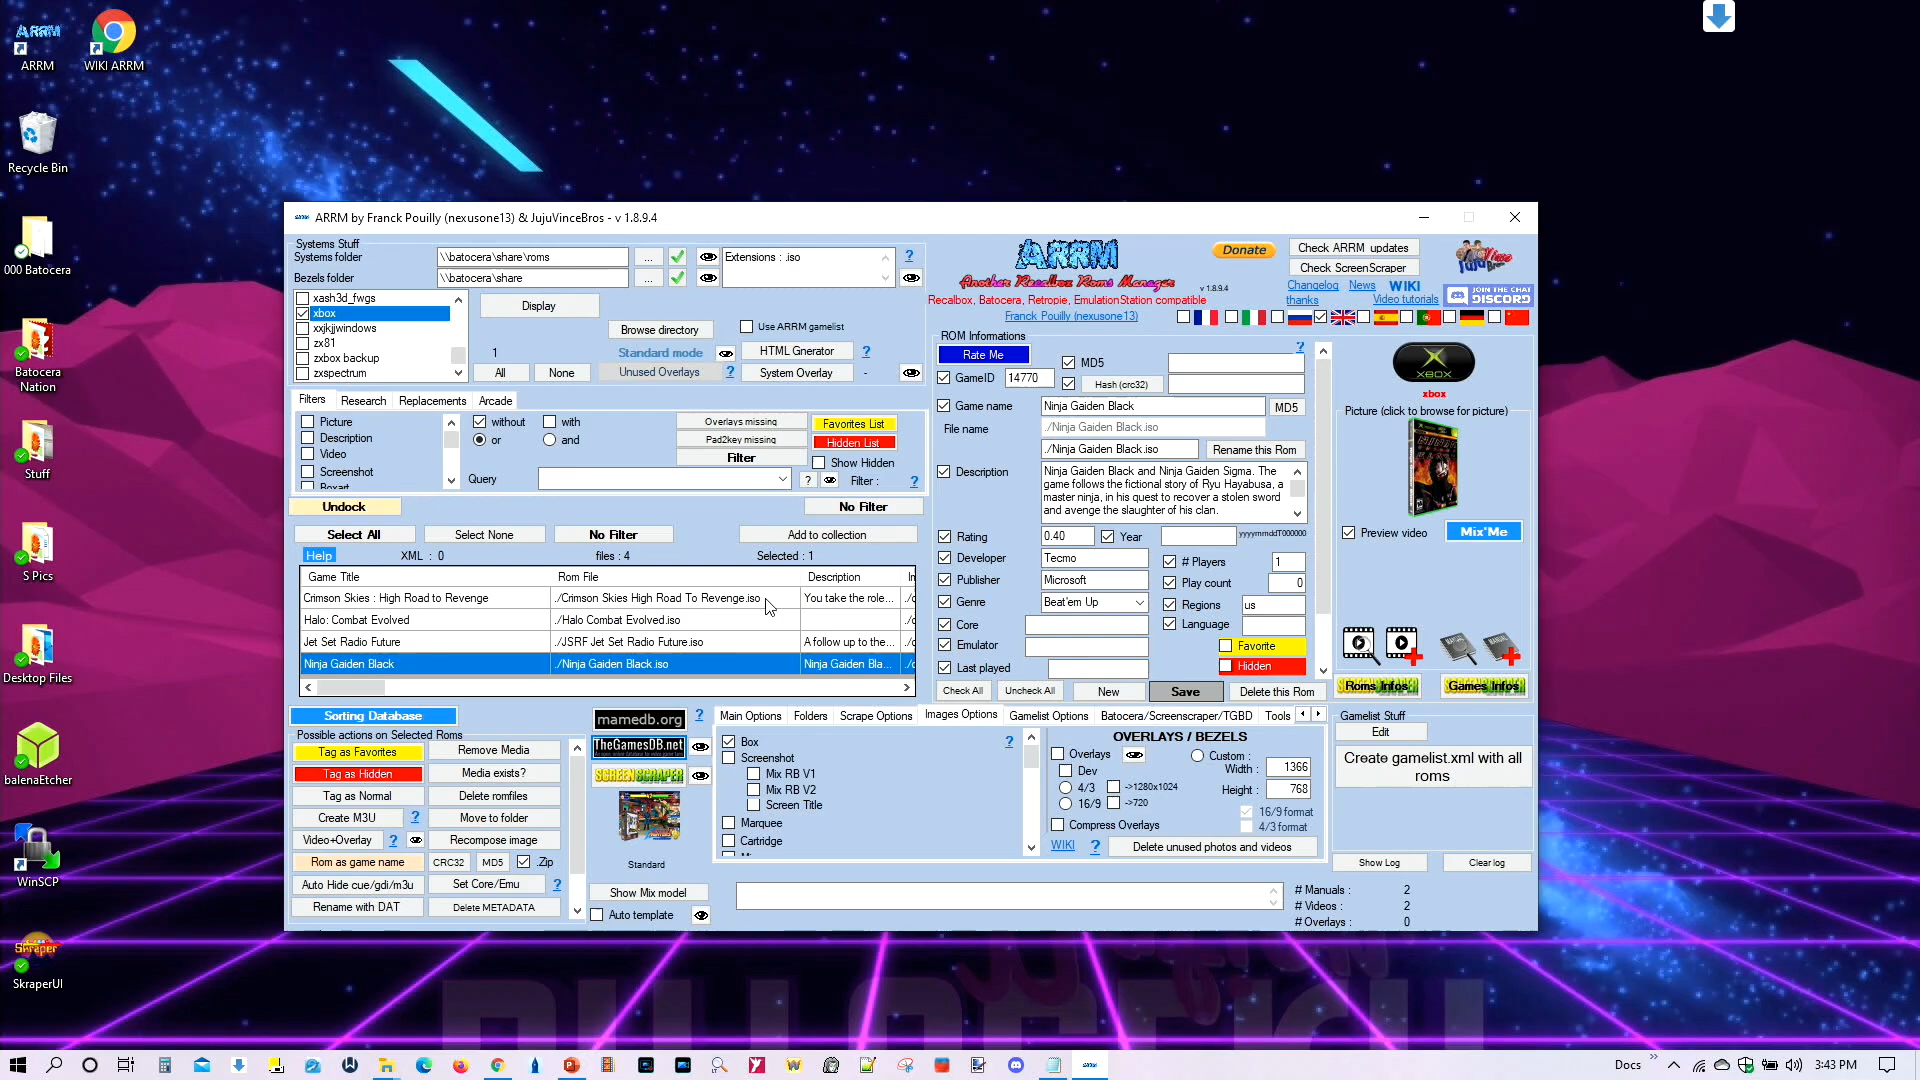 ARRM
WIKI ARRM
Recycle Bin
000 Batocera
Batocera
Nation
Stuff
S Pics
Desktop Files
balenaEtcher
WinSCP
SkraperUI
ARRM by Franck Pouilly (nexusone13) & JujuVinceBros - v 1.8.9.4
Systems Stuff
Systems folder
\\batocera\share\roms
...
Extensions : .iso
?
Bezels folder
\\batocera\share
...
xash3d_fwgs
xbox
xxjkjjwindows
zx81
zxbox backup
zxspectrum
Display
Browse directory
Use ARRM gamelist
1
Standard mode
HTML Gnerator
?
All
None
Unused Overlays
?
System Overlay
-
Filters
Research
Replacements
Arcade
Picture
Description
Video
Screenshot
Boxart
without
with
or
and
Overlays missing
Pad2key missing
Filter
Favorites List
Hidden List
Show Hidden
Query
?
Filter :
?
Undock
No Filter
Select All
Select None
No Filter
Add to collection
Help
XML : 0
files : 4
Selected : 1
Game Title
Rom File
Description
Crimson Skies : High Road to Revenge
./Crimson Skies High Road To Revenge.iso
You take the role...
Halo: Combat Evolved
./Halo Combat Evolved.iso
Jet Set Radio Future
./JSRF Jet Set Radio Future.iso
A follow up to the...
Ninja Gaiden Black
./Ninja Gaiden Black.iso
Ninja Gaiden Bla...
Sorting Database
Possible actions on Selected Roms
Tag as Favorites
Remove Media
Tag as Hidden
Media exists?
Tag as Normal
Delete romfiles
Create M3U
?
Move to folder
Video+Overlay
?
Recompose image
Rom as game name
CRC32
MD5
.Zip
Auto Hide cue/gdi/m3u
Set Core/Emu
?
Rename with DAT
Delete METADATA
mamedb.org
?
TheGamesDB.net
SCREENSCRAPER
Standard
Show Mix model
Auto template
Main Options
Folders
Scrape Options
Images Options
Gamelist Options
Batocera/Screenscraper/TGBD
Tools
Box
?
Screenshot
Mix RB V1
Mix RB V2
Screen Title
Marquee
Cartridge
OVERLAYS / BEZELS
Overlays
Custom :
Dev
Width :
1366
4/3
->1280x1024
Height :
768
16/9
->720
16/9 format
Compress Overlays
4/3 format
WIKI
?
Delete unused photos and videos
ARRM
Another Recalbox Roms Manager
v 1.8.9.4
Recalbox, Batocera, Retropie, EmulationStation compatible
Franck Pouilly (nexusone13)
Donate
Check ARRM updates
Check ScreenScraper
Changelog
News
WIKI
thanks
Video tutorials
JOIN THE CHAT
DISCORD
ROM Informations
Rate Me
?
MD5
GameID
14770
Hash (crc32)
Game name
Ninja Gaiden Black
MD5
File name
./Ninja Gaiden Black.iso
./Ninja Gaiden Black.iso
Rename this Rom
Description
Ninja Gaiden Black and Ninja Gaiden Sigma. The
game follows the fictional story of Ryu Hayabusa, a
master ninja, in his quest to recover a stolen sword
and avenge the slaughter of his clan.
Rating
0.40
Year
yyyymmddT000000
Developer
Tecmo
# Players
1
Publisher
Microsoft
Play count
0
Genre
Beat'em Up
Regions
us
Core
Language
Emulator
Favorite
Last played
Hidden
Check All
Uncheck All
New
Save
Delete this Rom
XBOX
xbox
Picture (click to browse for picture)
Preview video
Mix'Me
Roms Infos
Games Infos
Gamelist Stuff
Edit
Create gamelist.xml with all
roms
Show Log
Clear log
# Manuals :
2
# Videos :
2
# Overlays :
0
Docs
3:43 PM